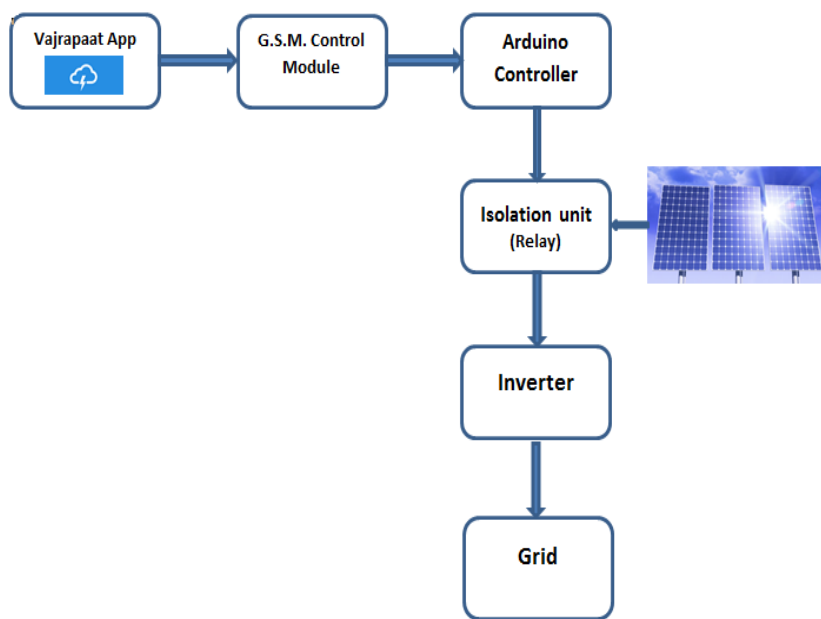 Vajrapaat App
G.S.M. Control
Module
Arduino
Controller
Isolation unit
(Relay)
Inverter
Grid